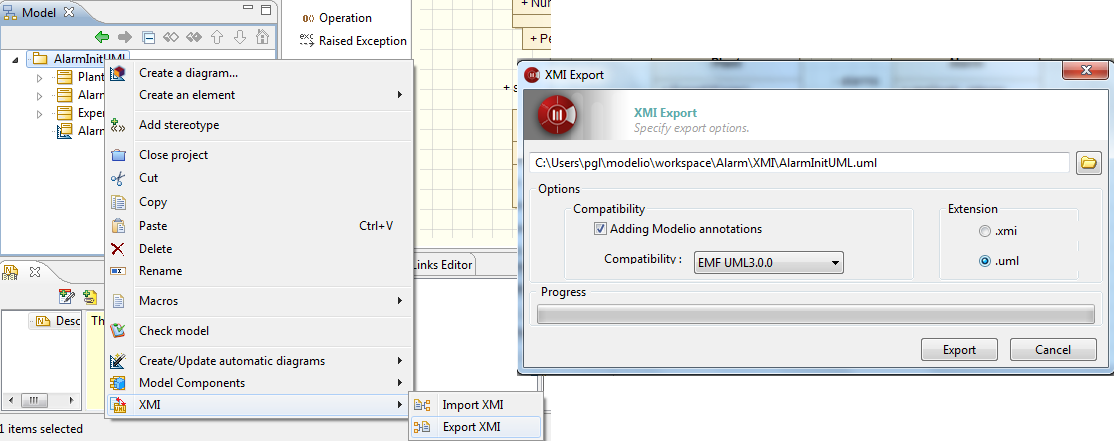 Model
AlarmInitUML
Plant
Alarm
Exper
Alarm
Operation
Raised Exception
+ Nu
+ Pe
+ s
Create a diagram...
Create an element
Add stereotype
Close project
Cut
Copy
Paste Ctrl+V
Delete
Rename
Macros
Check model
Create/Update automatic diagrams
Model Components
XMI
Import XMI
Export XMI
Links Editor
Desc
Th
1 items selected
XMI Export
XMI Export
Specify export options.
C:\Users\pgl\modelio\workspace\Alarm\XMI\AlarmInitUML.uml
Options
Compatibility
Adding Modelio annotations
Compatibility :
EMF UML3.0.0
Extension
.xmi
.uml
Progress
Export
Cancel